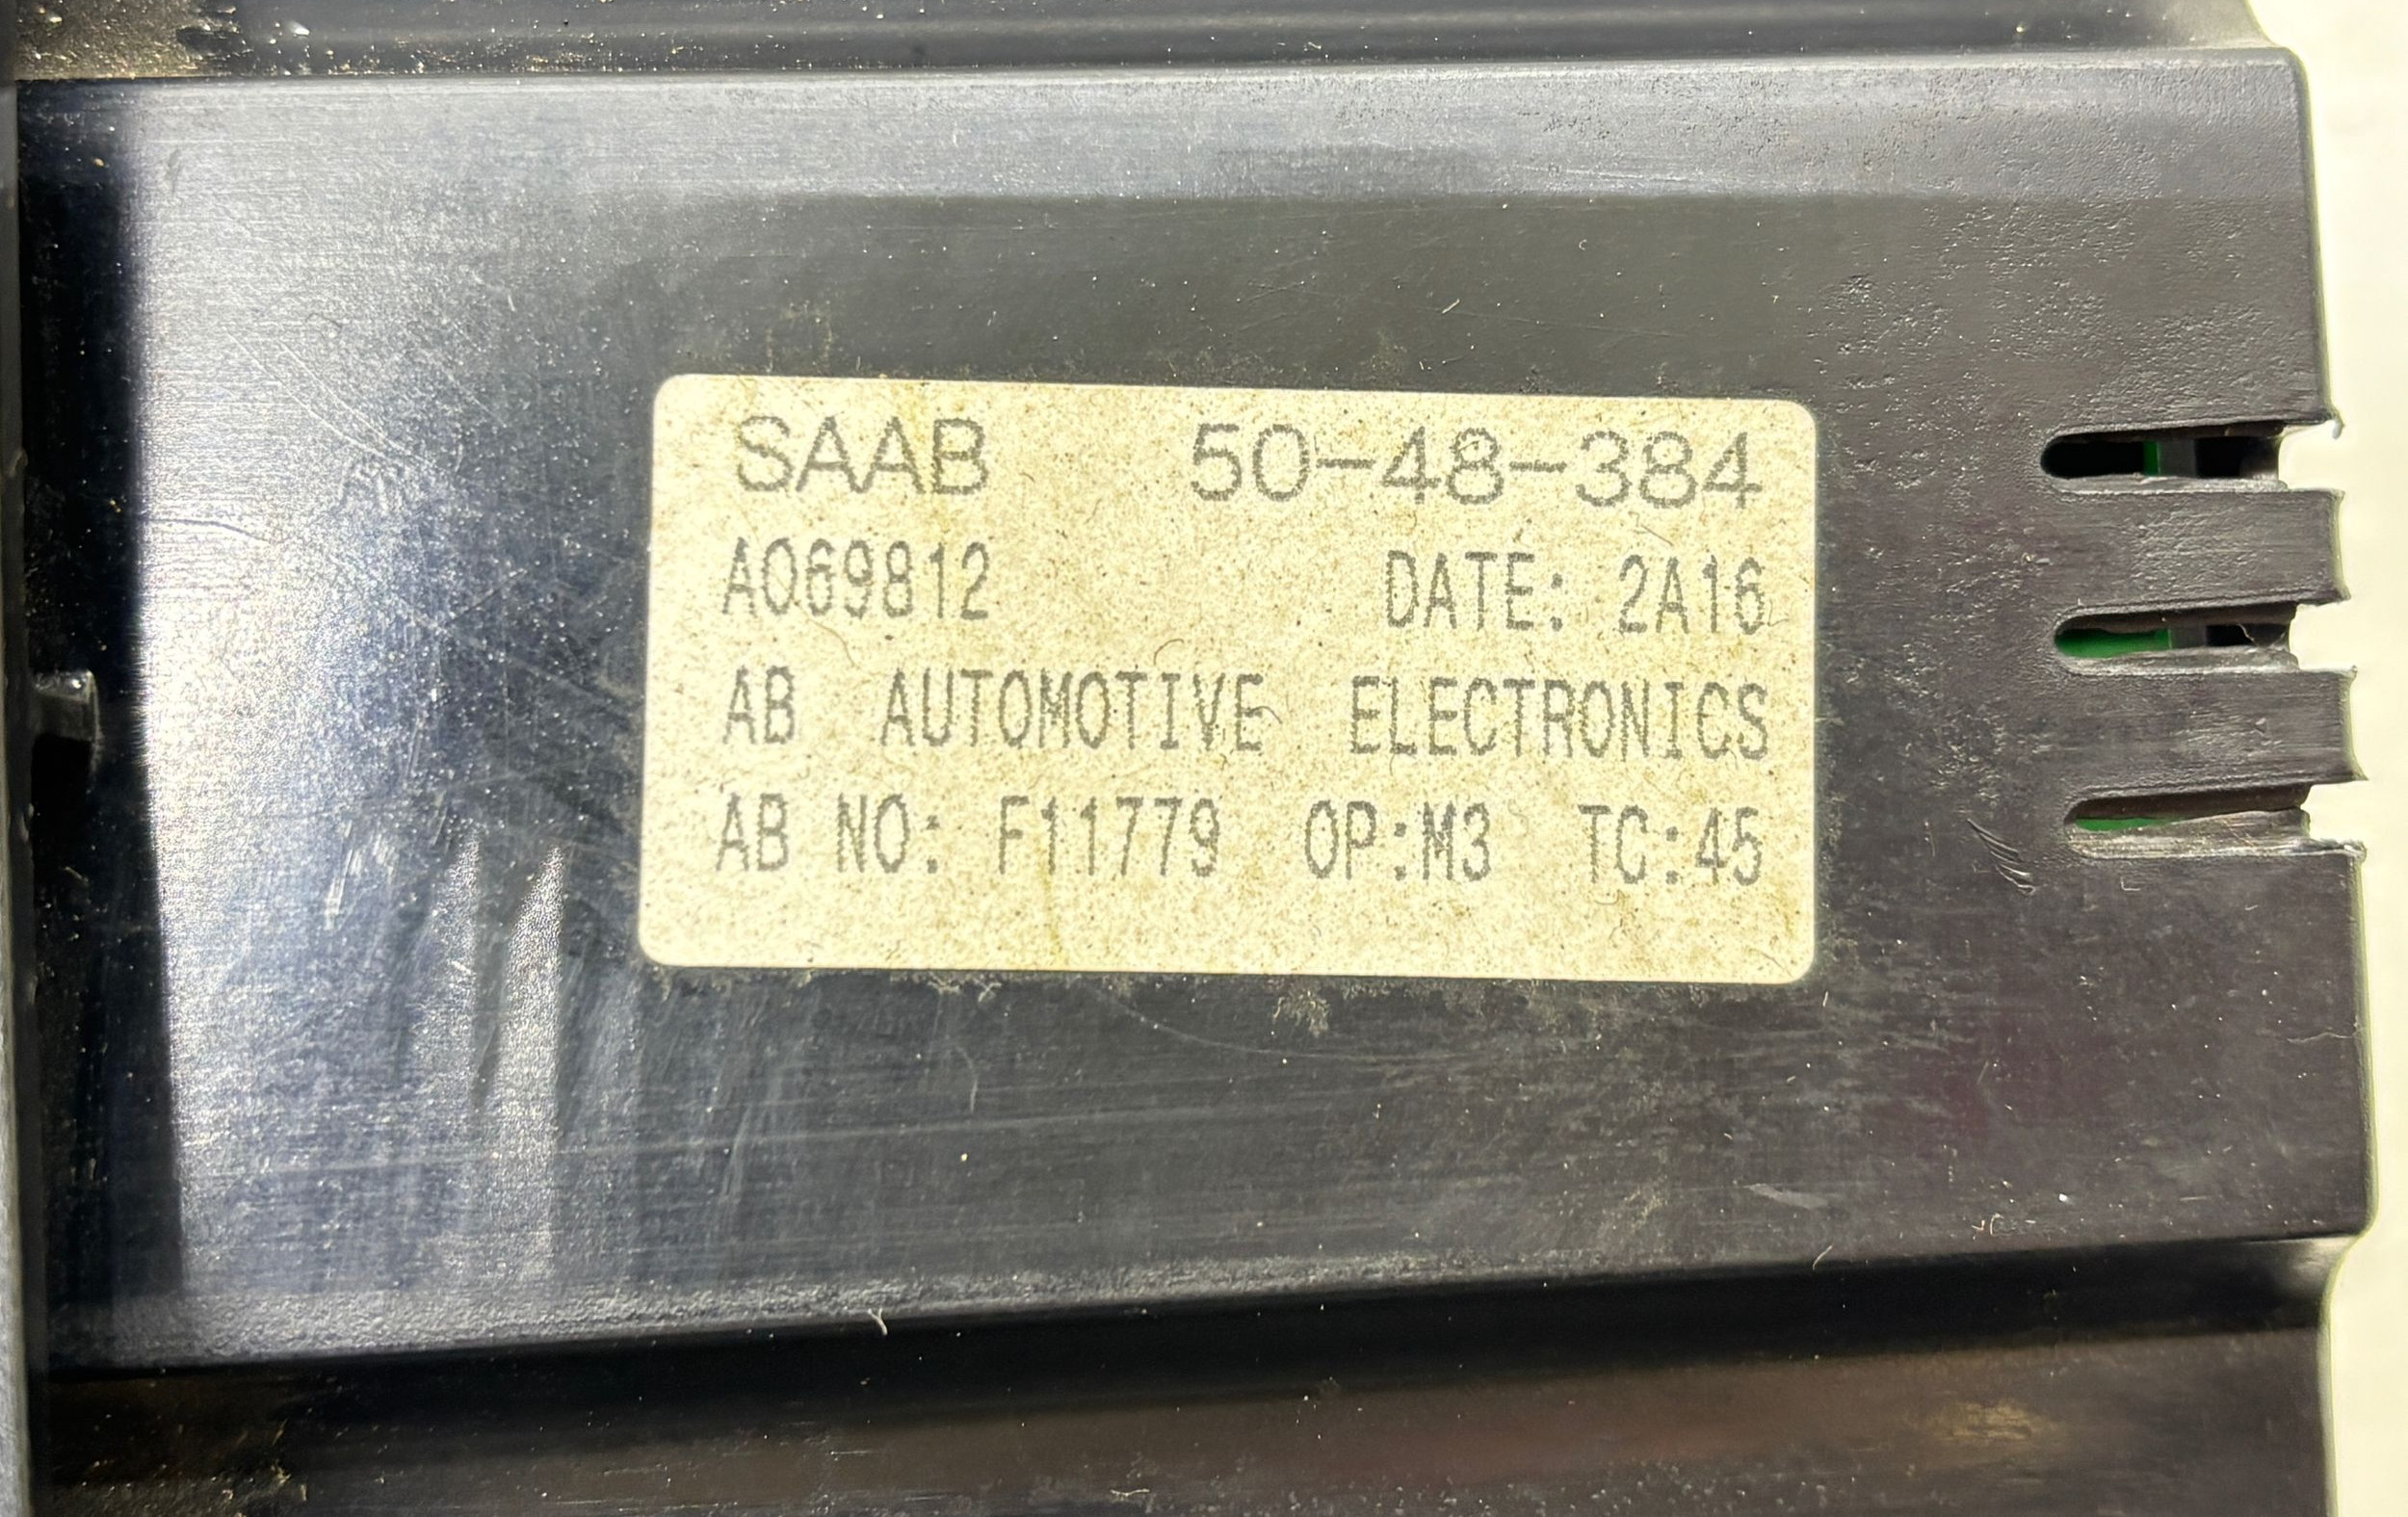 SAAB 50-48-384
A069812 DATE: 2A16
AB AUTOMOTIVE ELECTRONICS
AB NO: F11779 OP:M3 TC:45